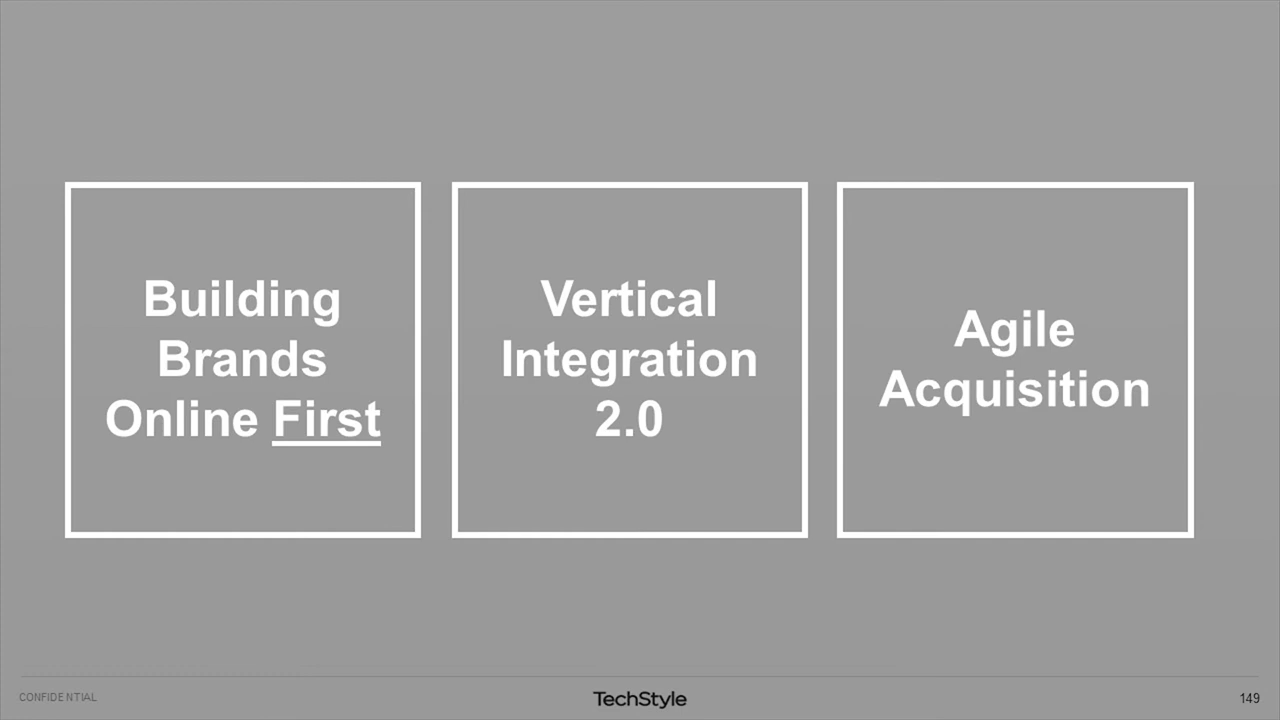 Building
Brands
Online First
Vertical
Integration
2.0
Agile
Acquisition
CONFIDENTIAL
TechStyle
149